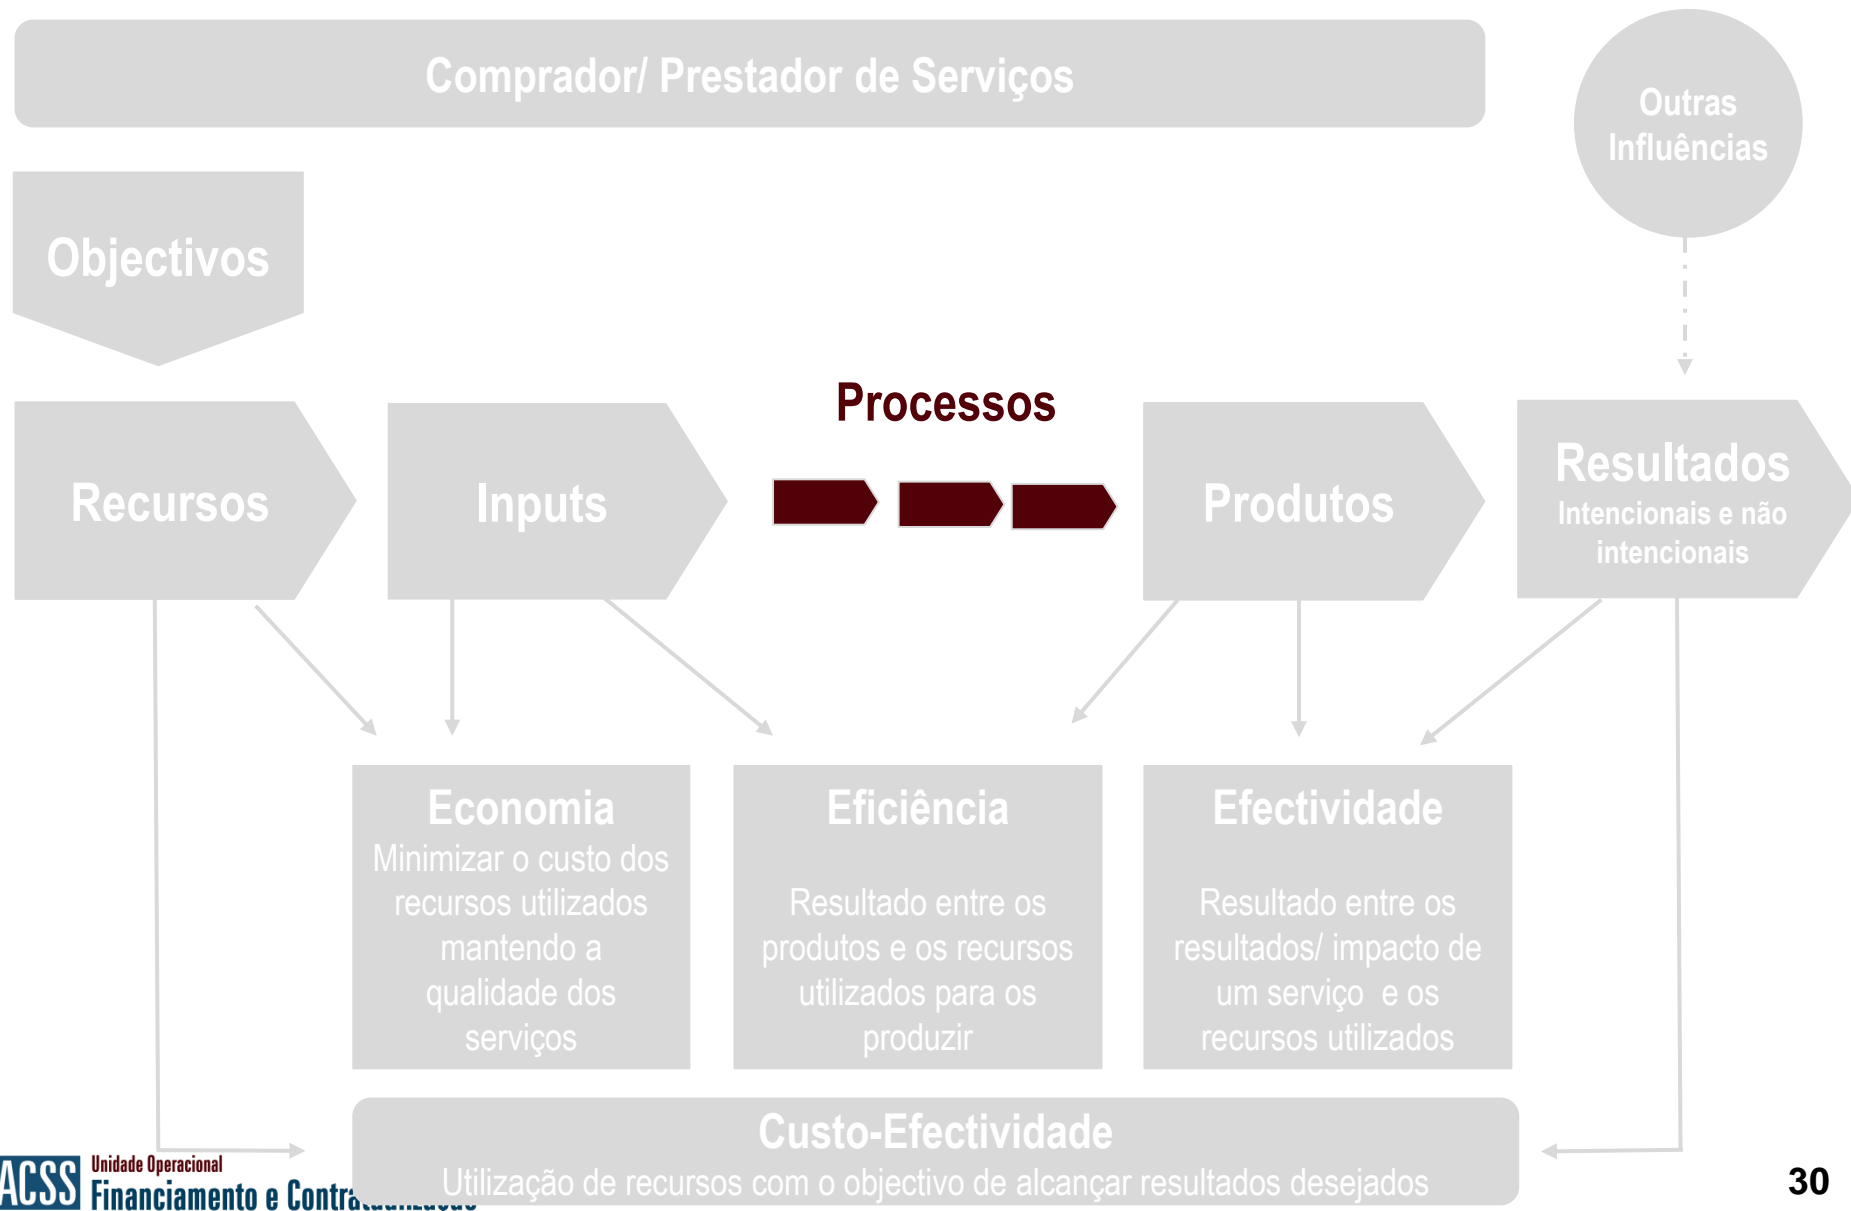 Comprador/ Prestador de Serviços
Outras
Influências
Objectivos
Processos
Recursos
Inputs
Produtos
Resultados
Intencionais e não
intencionais
Economia
Minimizar o custo dos
recursos utilizados
mantendo a
qualidade dos
serviços
Eficiência
Resultado entre os
produtos e os recursos
utilizados para os
produzir
Efectividade
Resultado entre os
resultados/ impacto de
um serviço e os
recursos utilizados
Custo-Efectividade
Utilização de recursos com o objectivo de alcançar resultados desejados
ACSS
Unidade Operacional
Financiamento e Contratualização
30